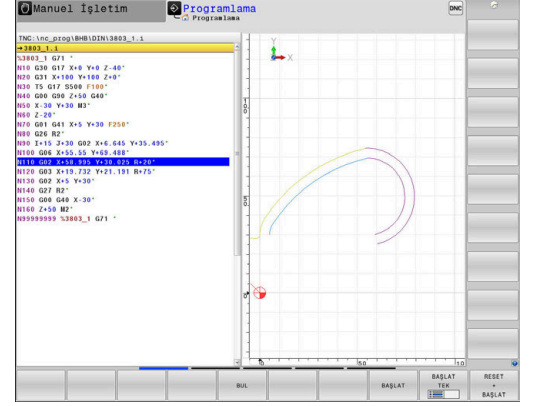 Manuel İşletim
Programlama
Programlama
DNC
TNC:\nc_prog\BHB\DIN\3803_1.i
→3803_1.i
%3803_1 G71 *
N10 G30 G17 X+0 Y+0 Z-40*
N20 G31 X+100 Y+100 Z+0*
N30 T5 G17 S500 F100*
N40 G00 G90 Z+50 G40*
N50 X-30 Y+30 M3*
N60 Z-20*
N70 G01 G41 X+5 Y+30 F250*
N80 G26 R2*
N90 I+15 J+30 G02 X+6.645 Y+35.495*
N100 G06 X+55.55 Y+69.488*
N110 G02 X+58.995 Y+30.025 R+20*
N120 G03 X+19.732 Y+21.191 R+75*
N130 G02 X+5 Y+30*
N140 G27 R2*
N150 G00 G40 X-30*
N160 Z+50 M2*
N99999999 %3803_1 G71 *
Y
X
100
50
0
0
50
10
BUL
BAŞLAT
BAŞLAT
TEK
RESET
+
BAŞLAT